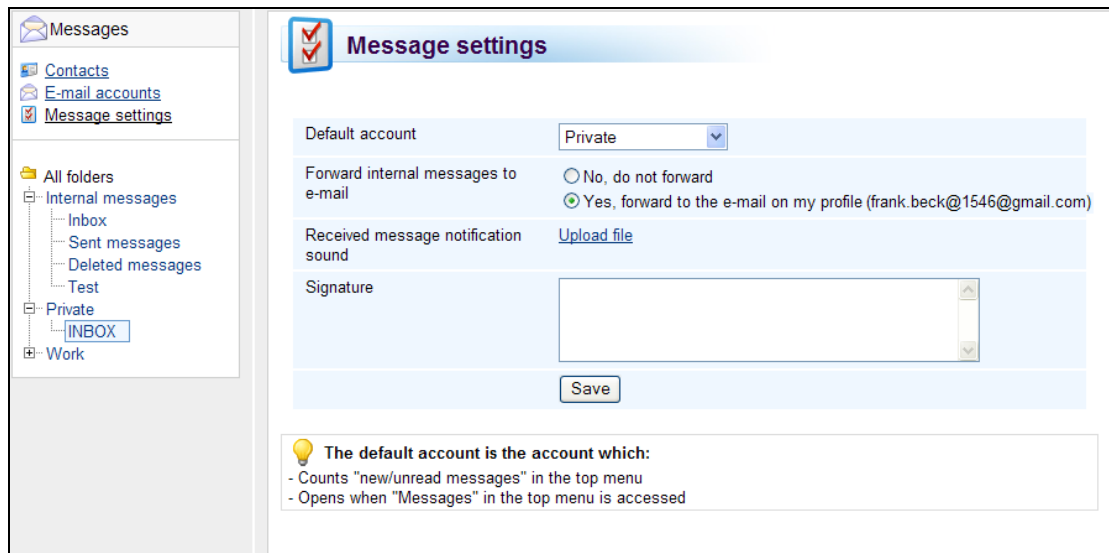 Messages
Contacts
E-mail accounts
Message settings
All folders
Internal messages
Inbox
Sent messages
Deleted messages
Test
Private
INBOX
Work
Message settings
Default account
Private
Forward internal messages to
e-mail
No, do not forward
Yes, forward to the e-mail on my profile (frank.beck@1546@gmail.com)
Received message notification
sound
Upload file
Signature
Save
The default account is the account which:
- Counts "new/unread messages" in the top menu
- Opens when "Messages" in the top menu is accessed